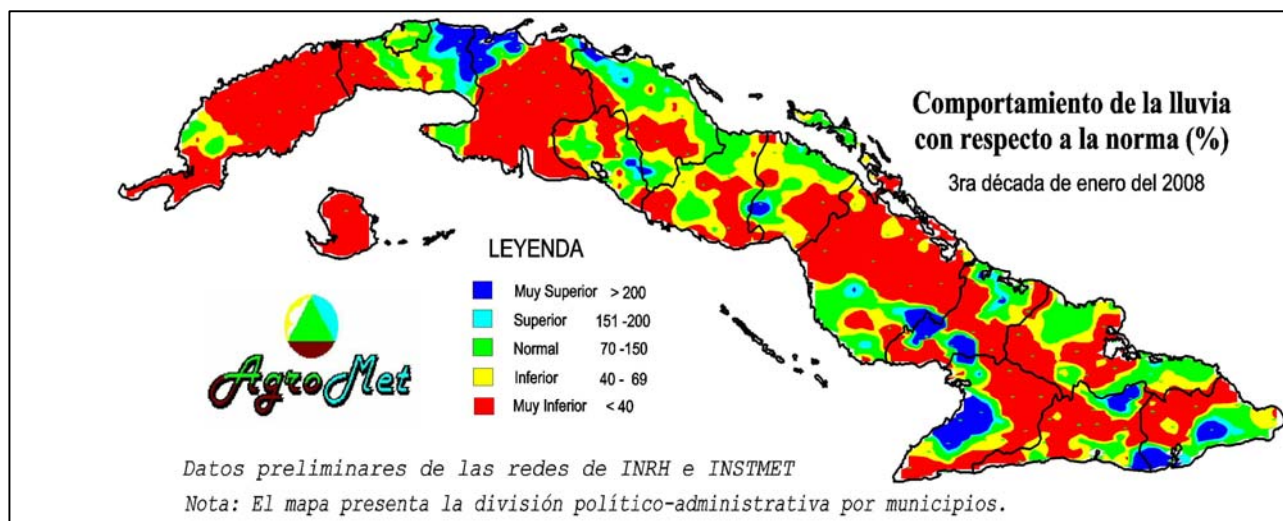 Comportamiento de la lluvia
con respecto a la norma (%)
3ra década de enero del 2008
LEYENDA
Muy Superior > 200
Superior 151 -200
Normal 70 -150
Inferior 40 - 69
Muy Inferior < 40
AgroMet
Datos preliminares de las redes de INRH e INSTMET
Nota: El mapa presenta la división político-administrativa por municipios.